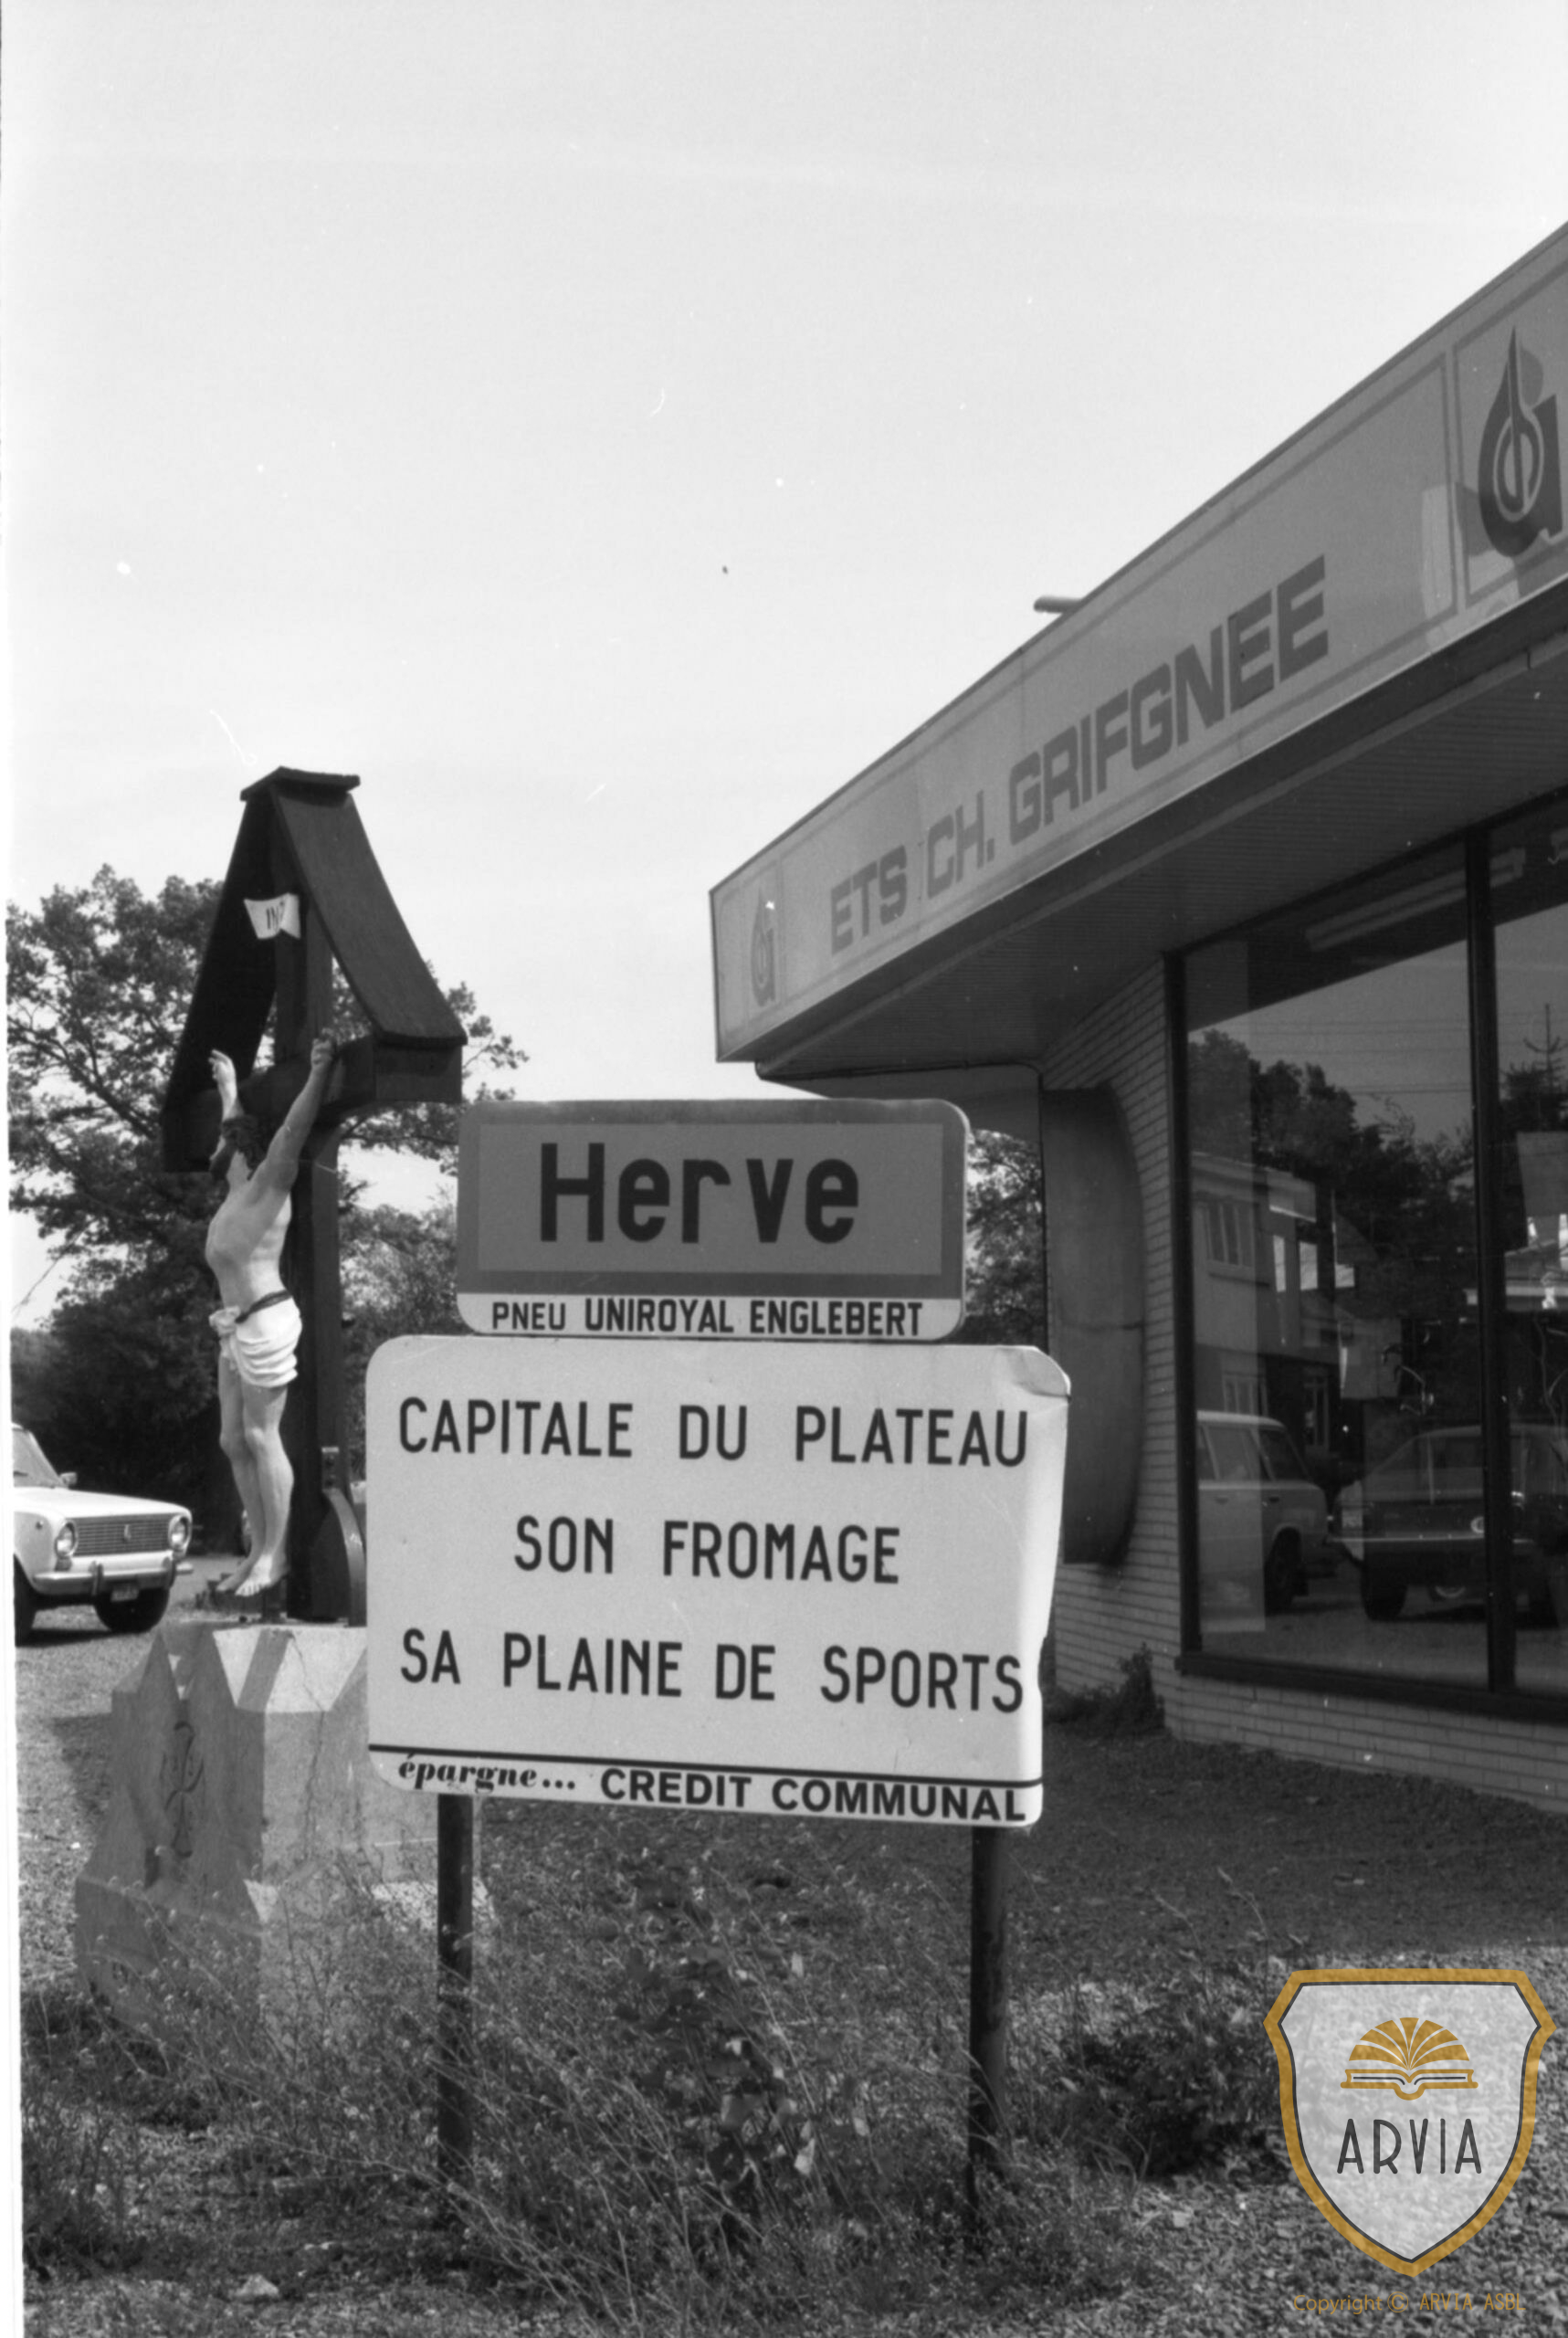 ETS CH. GRIFGNEE
Herve
PNEU UNIROYAL ENGLEBERT
CAPITALE DU PLATEAU
SON FROMAGE
SA PLAINE DE SPORTS
épargne... CREDIT COMMUNAL
ARVIA
Copyright © ARVIA ASBL